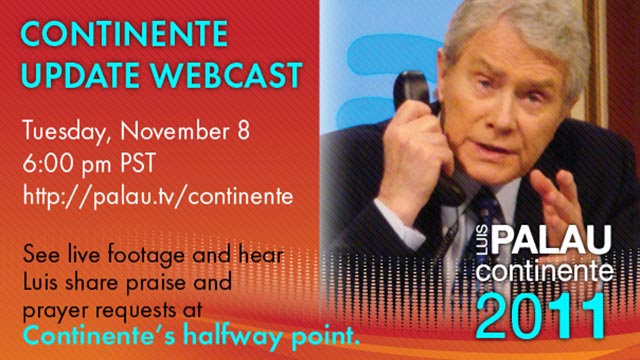 CONTINENTE
UPDATE WEBCAST
Tuesday, November 8
6:00 pm PST
http://palau.tv/continente
See live footage and hear
Luis share praise and
prayer requests at
Continente's halfway point.
LUIS PALAU
continente
2011